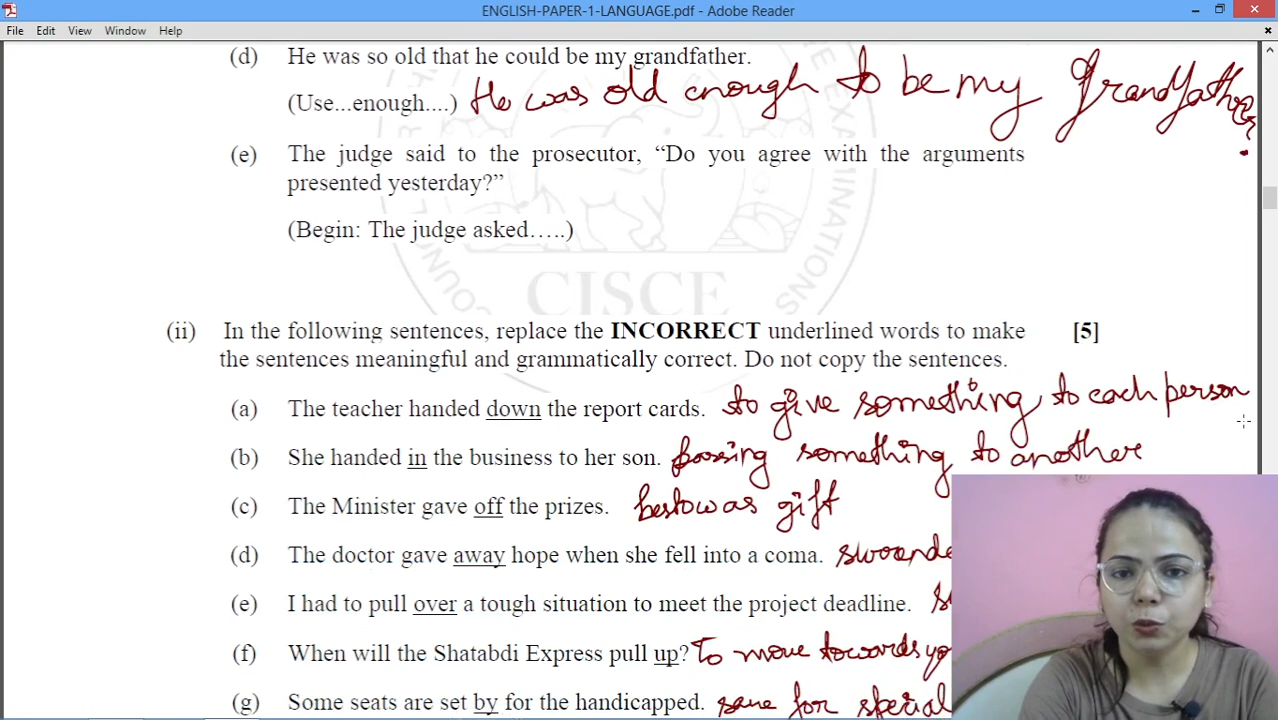 ENGLISH-PAPER-1-LANGUAGE.pdf - Adobe Reader
File Edit View Window Help
(d) He was so old that he could be my grandfather.
(Use...enough....) He was old enough to be my Grandfather.
(e) The judge said to the prosecutor, “Do you agree with the arguments
presented yesterday?”
(Begin: The judge asked…..)
CISCE
(ii) In the following sentences, replace the INCORRECT underlined words to make [5]
the sentences meaningful and grammatically correct. Do not copy the sentences.
(a) The teacher handed down the report cards. to give something to each person
(b) She handed in the business to her son. passing something to another
(c) The Minister gave off the prizes. bestow as gift
(d) The doctor gave away hope when she fell into a coma.
(e) I had to pull over a tough situation to meet the project deadline.
(f) When will the Shatabdi Express pull up? To move towards
(g) Some seats are set by for the handicapped. save for special